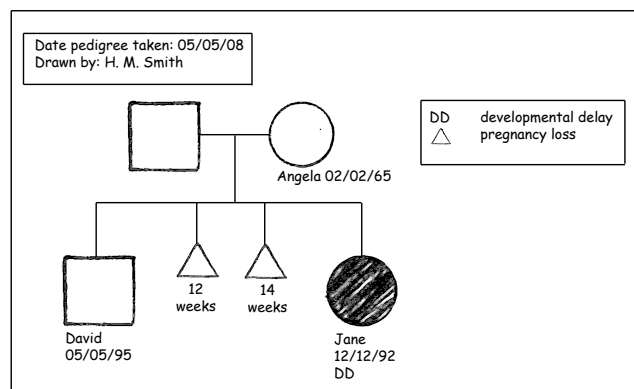 Date pedigree taken: 05/05/08
Drawn by: H. M. Smith
DD developmental delay
pregnancy loss
Angela 02/02/65
12
weeks
14
weeks
David
05/05/95
Jane
12/12/92
DD